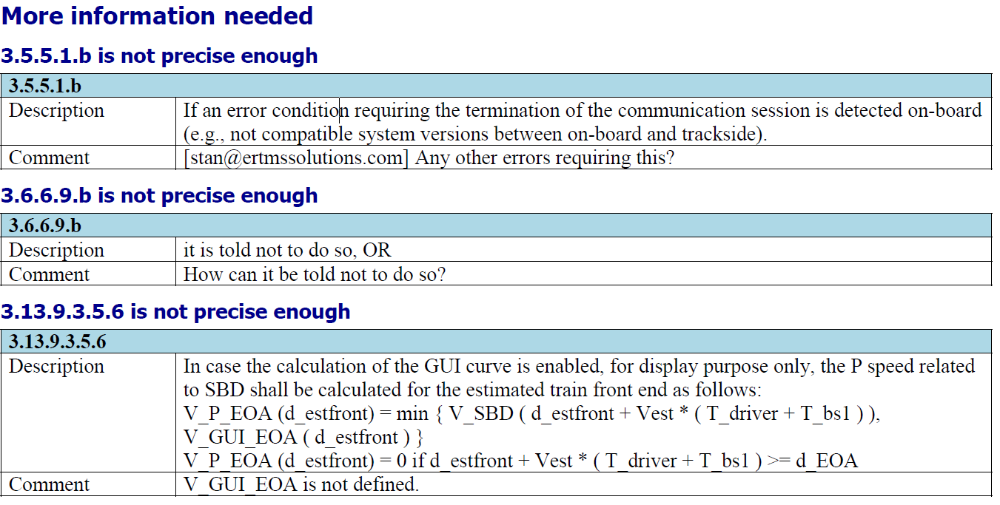 More information needed
3.5.5.1.b is not precise enough
3.5.5.1.b
Description If an error condition requiring the termination of the communication session is detected on-board
(e.g., not compatible system versions between on-board and trackside).
Comment [stan@ertmssolutions.com] Any other errors requiring this?
3.6.6.9.b is not precise enough
3.6.6.9.b
Description it is told not to do so, OR
Comment How can it be told not to do so?
3.13.9.3.5.6 is not precise enough
3.13.9.3.5.6
Description In case the calculation of the GUI curve is enabled, for display purpose only, the P speed related
to SBD shall be calculated for the estimated train front end as follows:
V_P_EOA (d_estfront) = min { V_SBD ( d_estfront + Vest * ( T_driver + T_bs1 ) ),
V_GUI_EOA ( d_estfront ) }
V_P_EOA (d_estfront) = 0 if d_estfront + Vest * ( T_driver + T_bs1 ) >= d_EOA
Comment V_GUI_EOA is not defined.